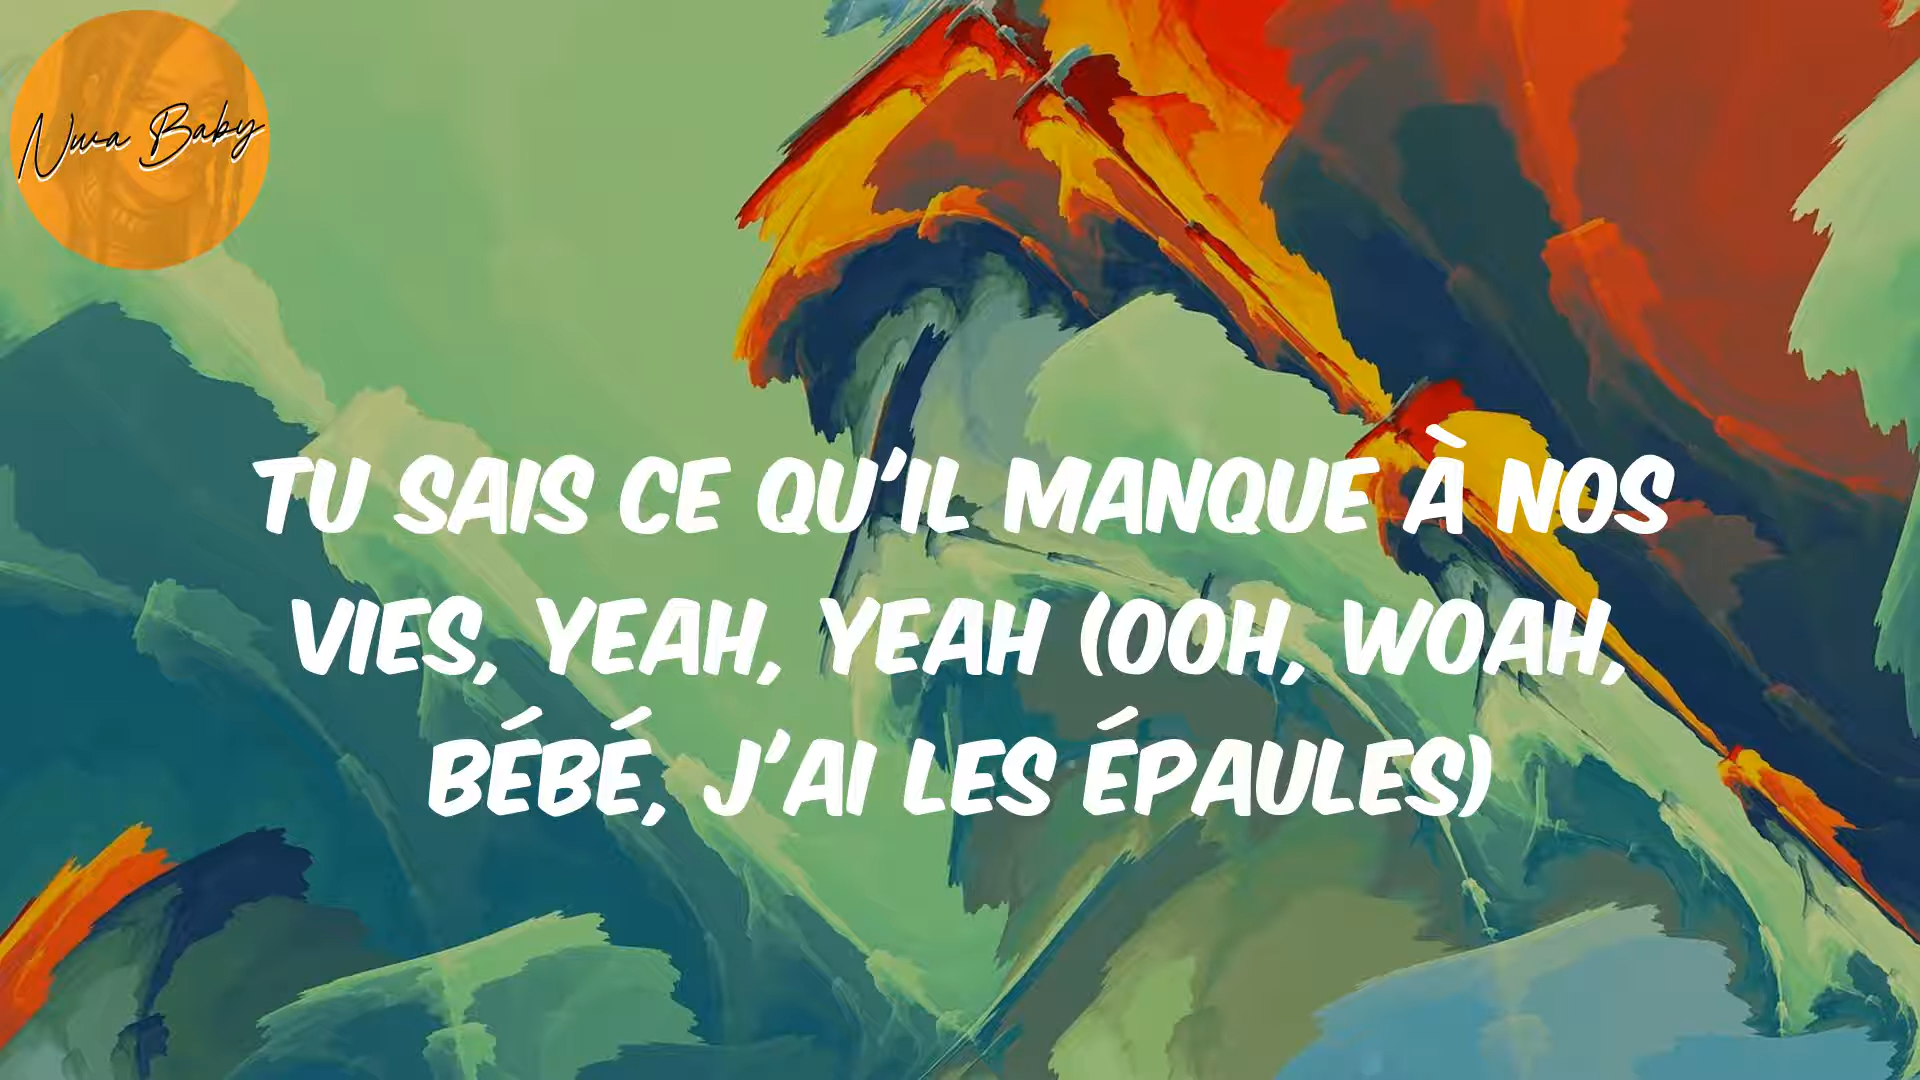 Nwa Baby
TU SAIS CE QU'IL MANQUE À NOS
VIES, YEAH, YEAH (OOH, WOAH,
BÉBÉ, J'AI LES ÉPAULES)